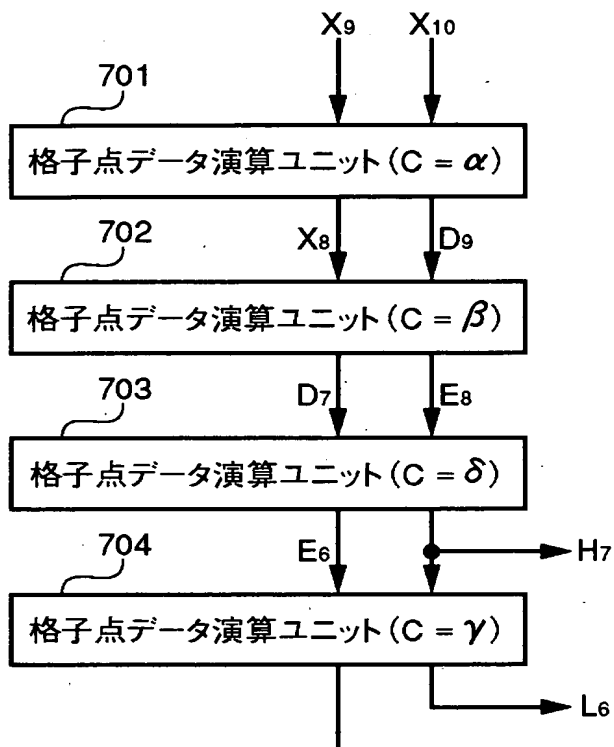 X9 X10
701
格子点データ演算ユニット(C = α)
X8 D9
702
格子点データ演算ユニット(C = β)
D7 E8
703
格子点データ演算ユニット(C = δ)
E6 H7
704
格子点データ演算ユニット(C = γ)
L6